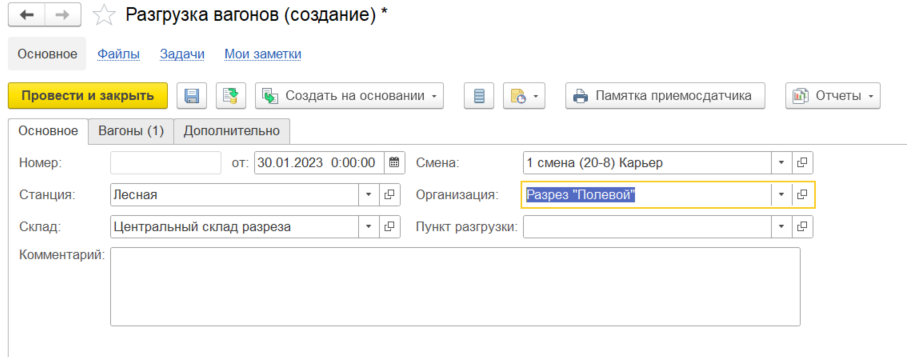 Разгрузка вагонов (создание) *
Основное Файлы Задачи Мои заметки
Провести и закрыть Создать на основании Памятка приемосдатчика Отчеты
Основное Вагоны (1) Дополнительно
Номер: от: 30.01.2023 0:00:00 Смена: 1 смена (20-8) Карьер
Станция: Лесная Организация: Разрез "Полевой"
Склад: Центральный склад разреза Пункт разгрузки:
Комментарий: